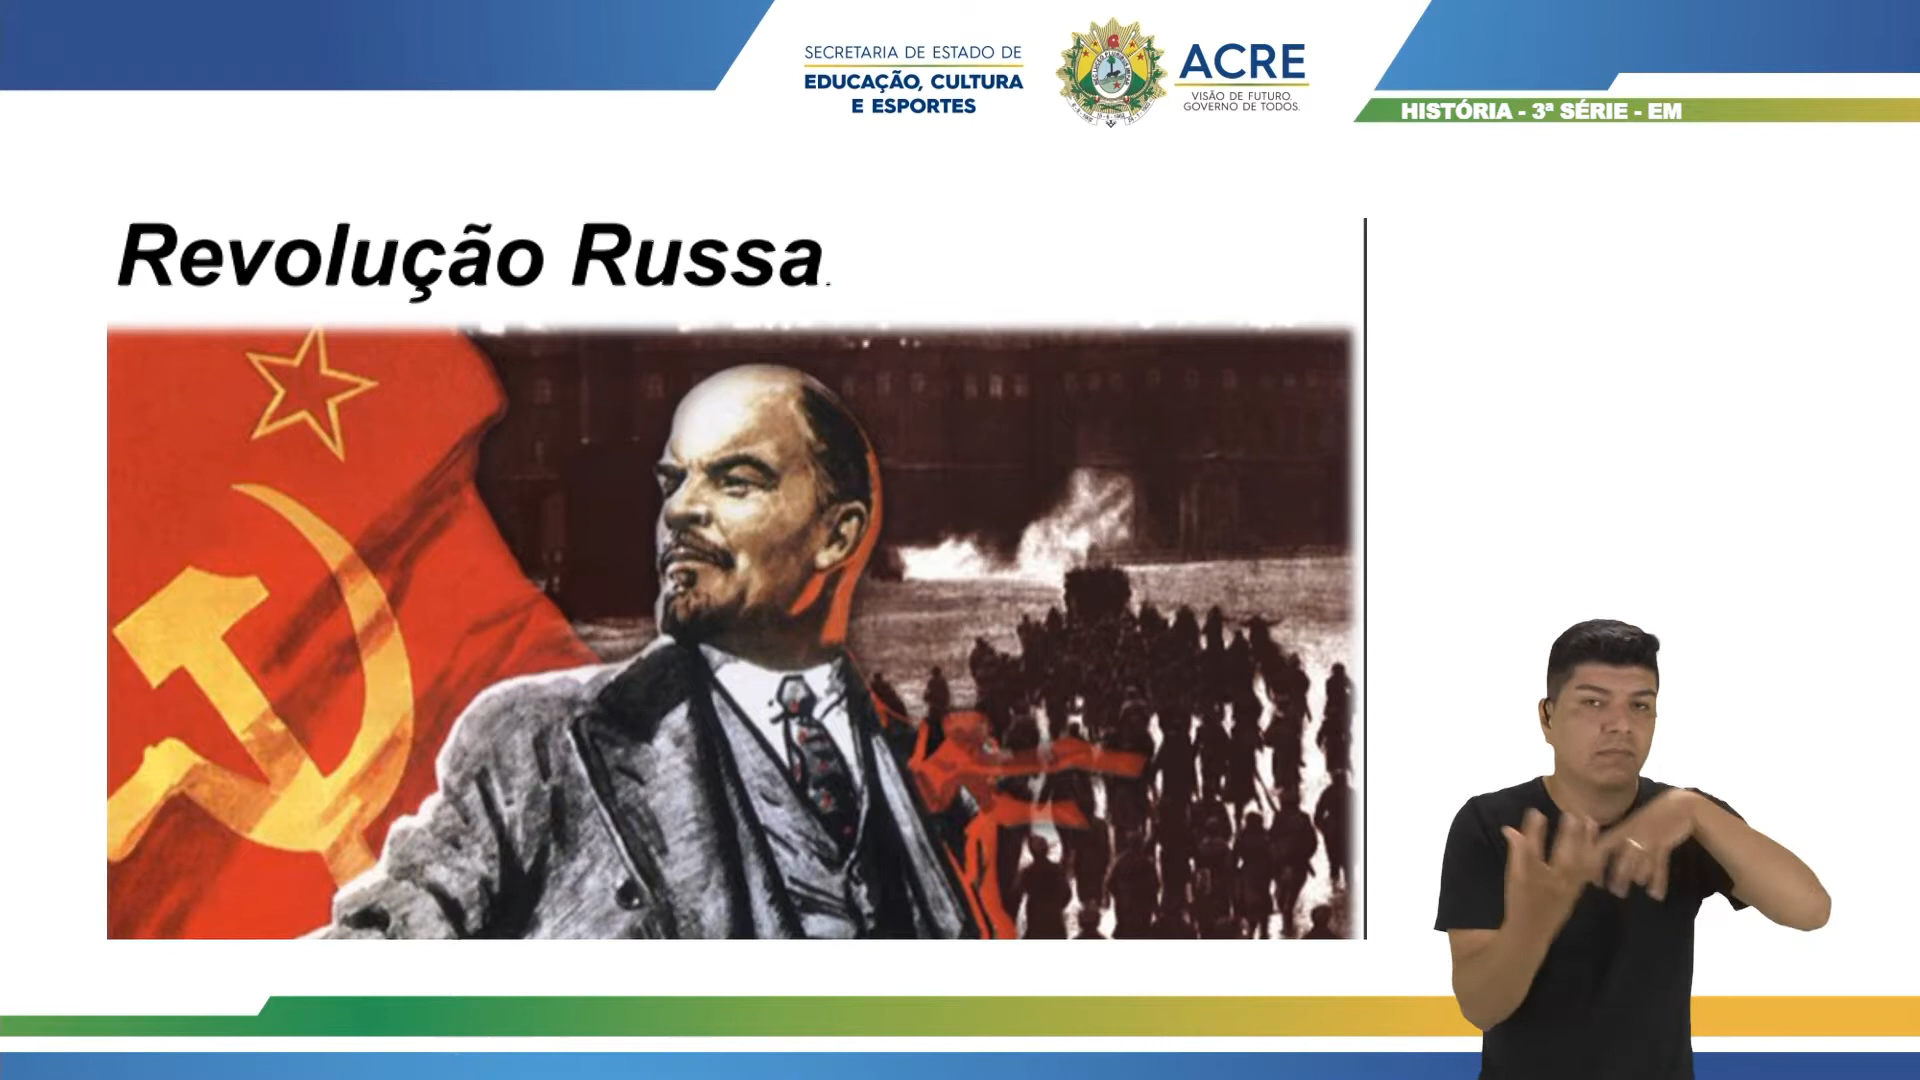 SECRETARIA DE ESTADO DE
EDUCAÇÃO, CULTURA
E ESPORTES
ACRE
VISÃO DE FUTURO.
GOVERNO DE TODOS.
HISTÓRIA - 3ª SÉRIE - EM
Revolução Russa.